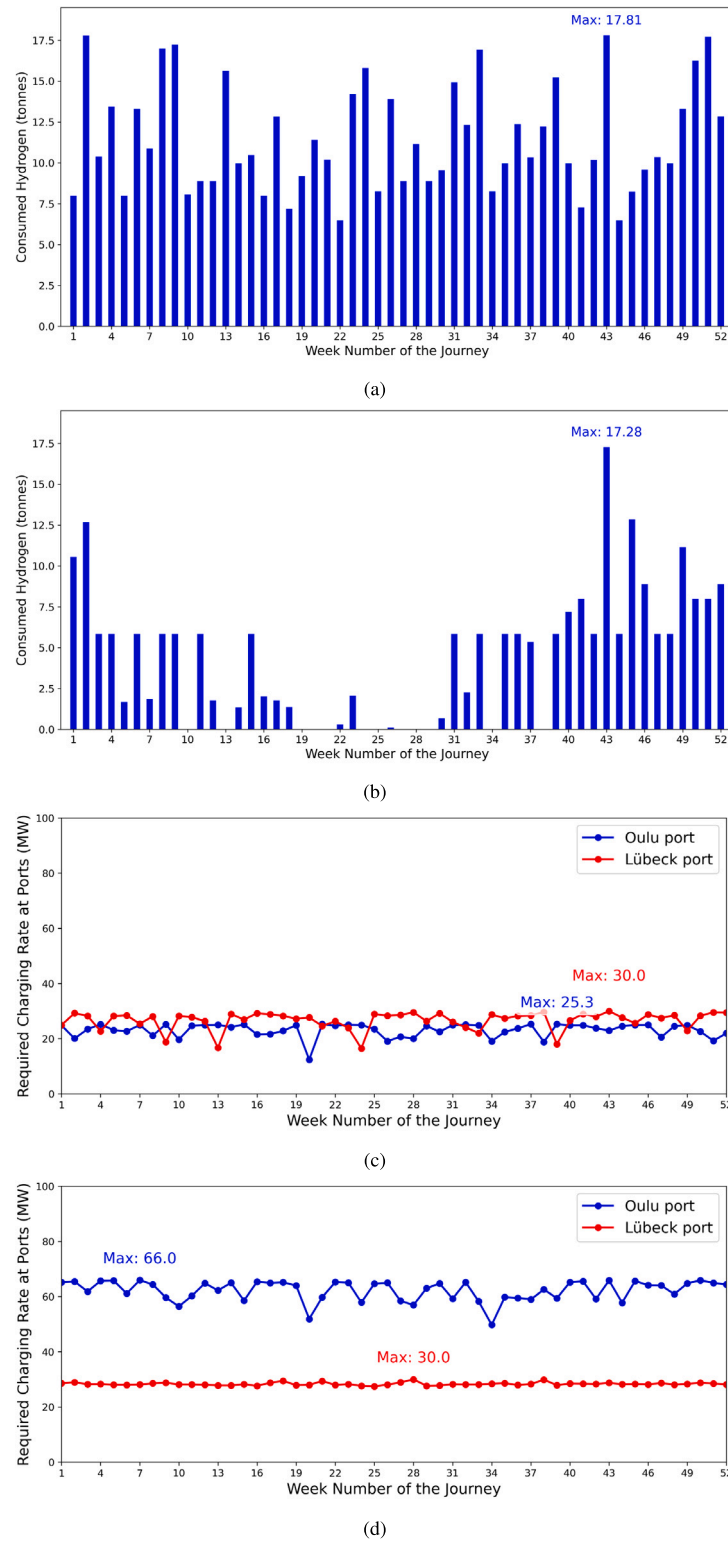 Max: 17.81
17.5
15.0
12.5
10.0
7.5
5.0
2.5
0.0
Consumed Hydrogen (tonnes)
1 4 7 10 13 16 19 22 25 28 31 34 37 40 43 46 49 52
Week Number of the Journey
(a)
Max: 17.28
17.5
15.0
12.5
10.0
7.5
5.0
2.5
0.0
Consumed Hydrogen (tonnes)
1 4 7 10 13 16 19 22 25 28 31 34 37 40 43 46 49 52
Week Number of the Journey
(b)
100
80
60
40
20
0
Required Charging Rate at Ports (MW)
Oulu port
Lübeck port
Max: 30.0
Max: 25.3
1 4 7 10 13 16 19 22 25 28 31 34 37 40 43 46 49 52
Week Number of the Journey
(c)
100
80
60
40
20
0
Required Charging Rate at Ports (MW)
Oulu port
Lübeck port
Max: 66.0
Max: 30.0
1 4 7 10 13 16 19 22 25 28 31 34 37 40 43 46 49 52
Week Number of the Journey
(d)